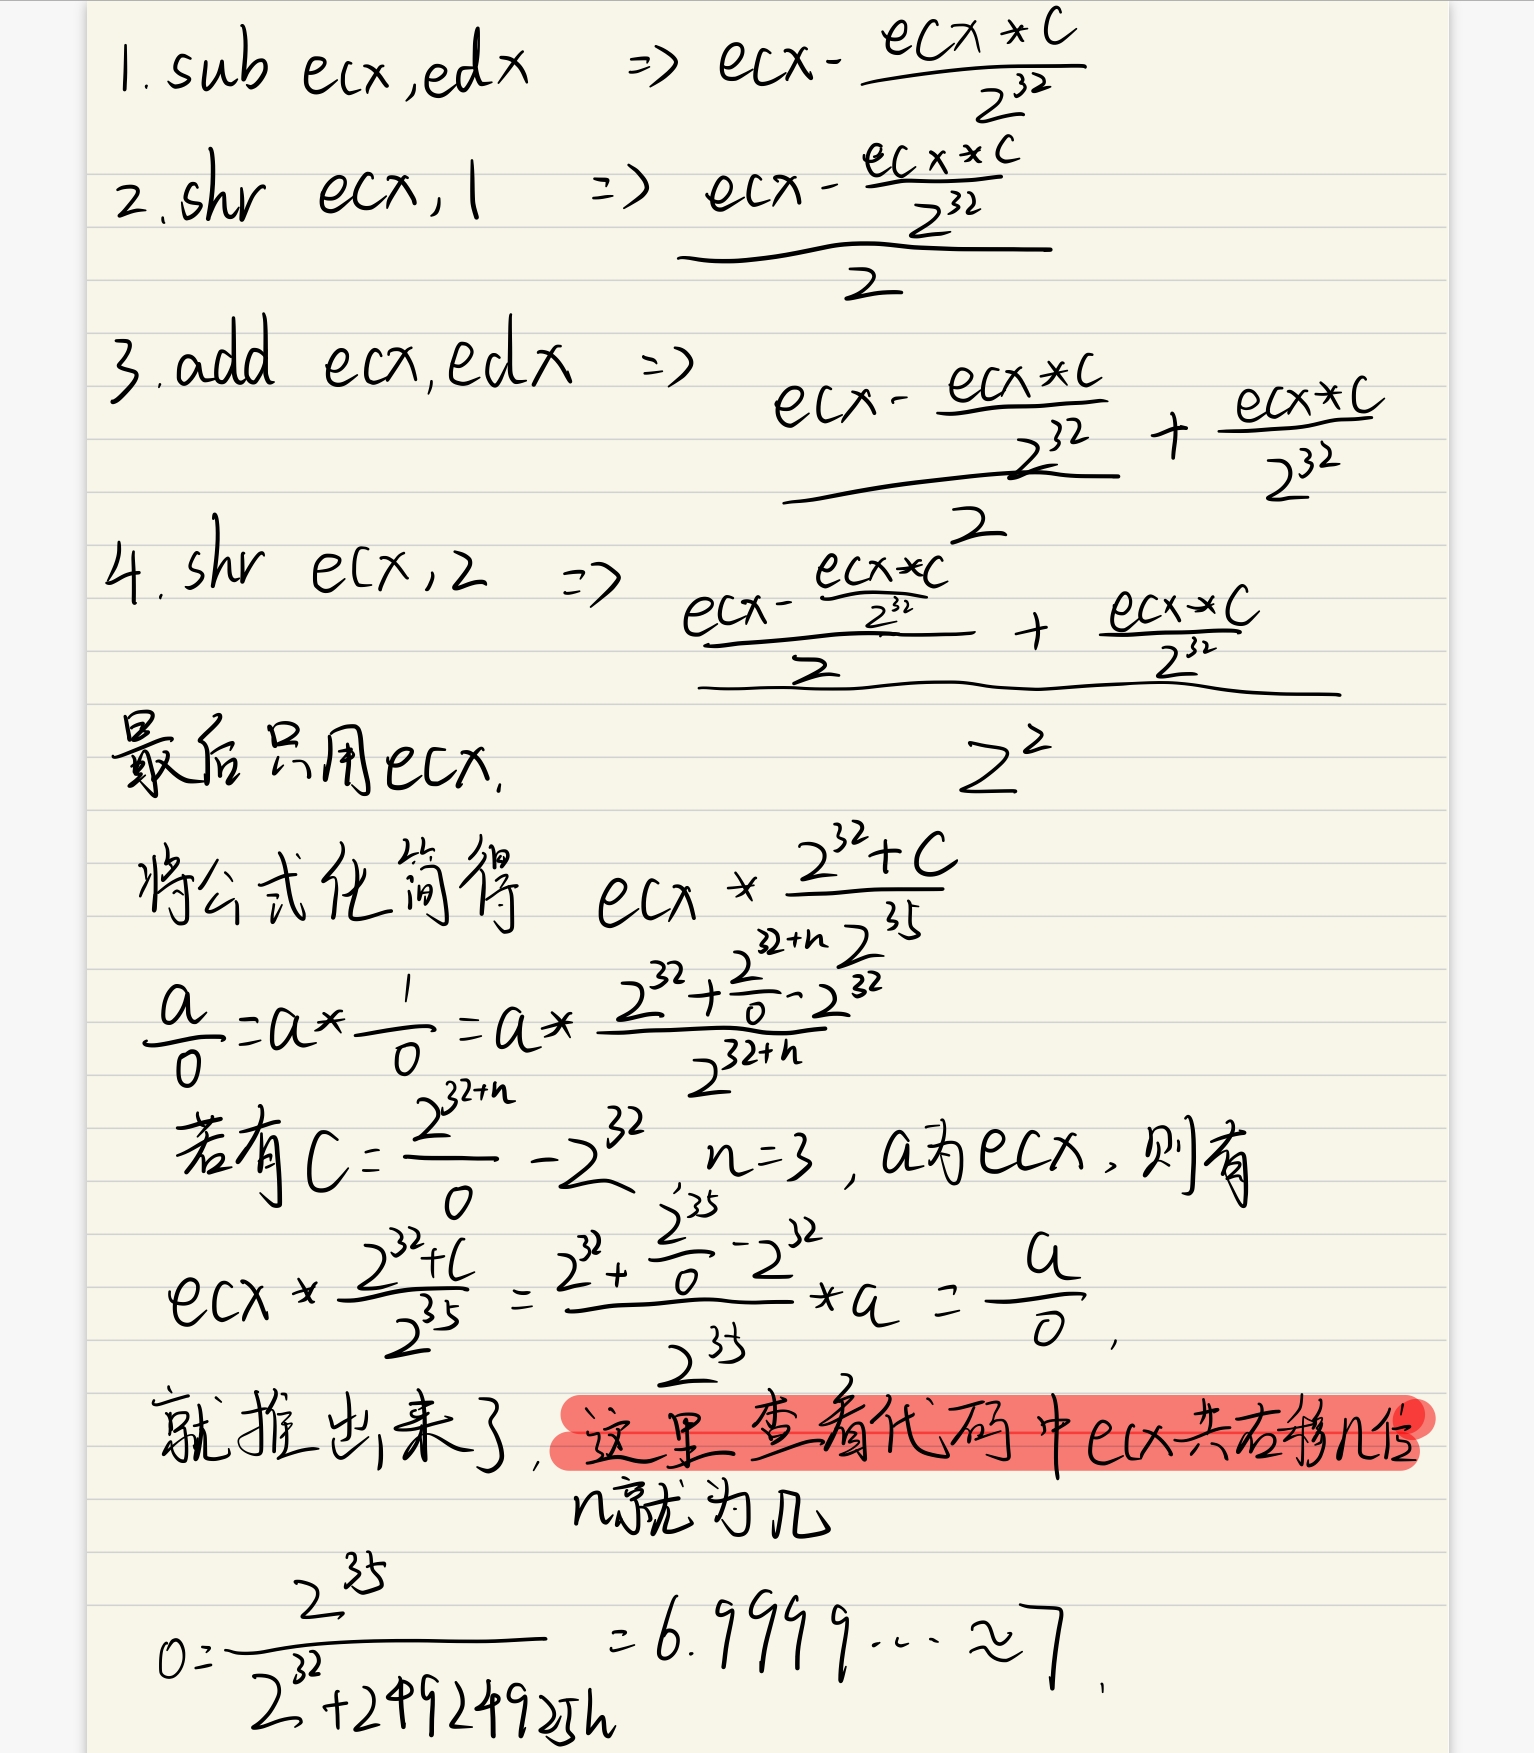 1. sub ecx,edx => ecx - \frac{ecx*C}{2^{32}}
2. shr ecx,1 => \frac{ecx - \frac{ecx*C}{2^{32}}}{2}
3. add ecx,edx => \frac{ecx - \frac{ecx*C}{2^{32}}}{2} + \frac{ecx*C}{2^{32}}
4. shr ecx,2 => \frac{\frac{ecx - \frac{ecx*C}{2^{32}}}{2} + \frac{ecx*C}{2^{32}}}{2^2}
最后只用ecx.
将公式化简得 ecx * \frac{2^{32}+C}{2^{35}}
\frac{a}{o} = a* \frac{1}{o} = a* \frac{2^{32}+\frac{2^{32+n}}{o}-2^{32}}{2^{32+n}}
若有 C = \frac{2^{32+n}}{o} - 2^{32}, n=3, a为ecx, 则有
ecx * \frac{2^{32}+C}{2^{35}} = \frac{2^{32}+\frac{2^{35}}{o}-2^{32}}{2^{35}} * a = \frac{a}{o},
就推出来了, 这里查看代码中ecx共右移n位
n就为几
o = \frac{2^{35}}{2^{32}+24924925h} = 6.9999... ≈ 7.